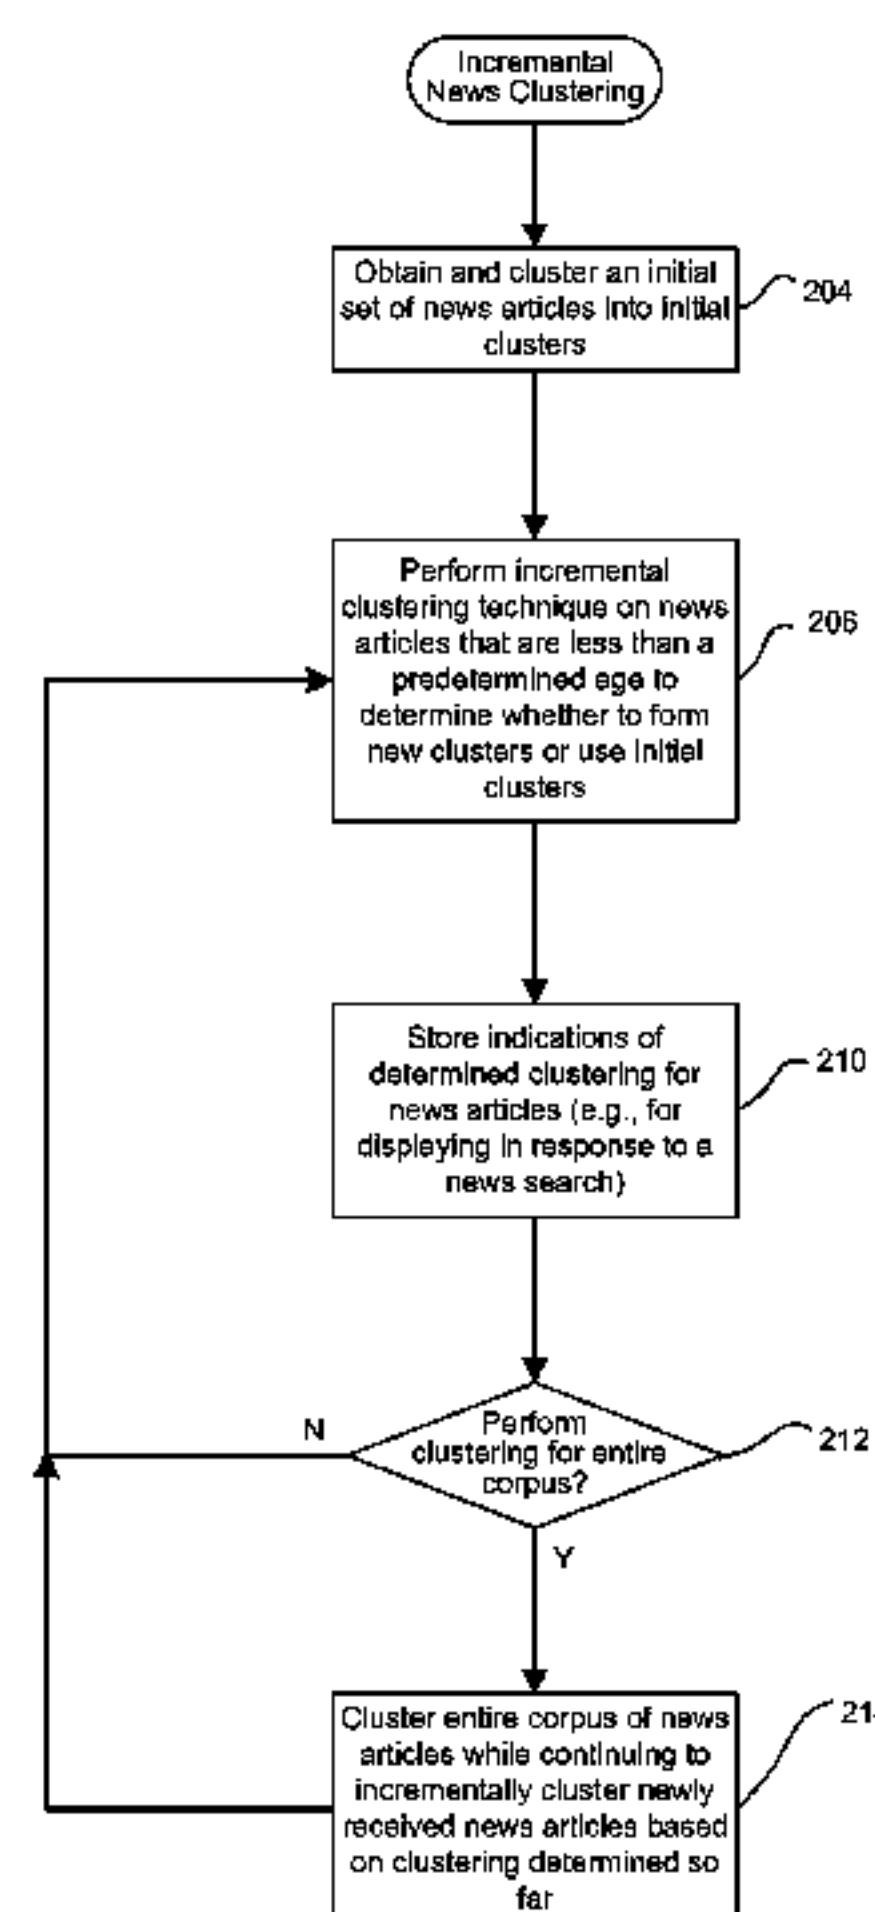 Incremental
News Clustering
Obtain and cluster an initial
set of news articles into initial
clusters
204
Perform incremental
clustering technique on news
articles that are less than a
predetermined age to
determine whether to form
new clusters or use initial
clusters
206
Store indications of
determined clustering for
news articles (e.g., for
displaying in response to a
news search)
210
N
Perform
clustering for entire
corpus?
212
Y
Cluster entire corpus of news
articles while continuing to
incrementally cluster newly
received news articles based
on clustering determined so
far